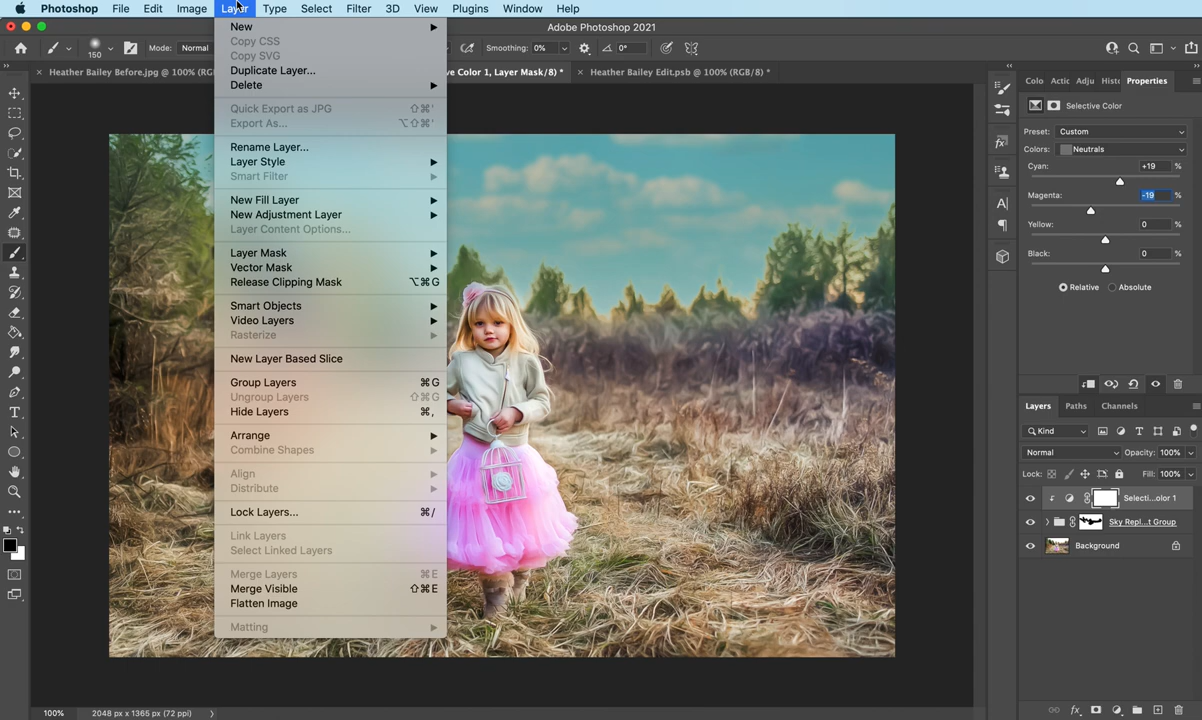 Photoshop File Edit Image Layer Type Select Filter 3D View Plugins Window Help
Adobe Photoshop 2021
150 Mode: Normal Smoothing: 0% 0°
× Heather Bailey Before.jpg @ 100% (RG
ve Color 1, Layer Mask/8) *
× Heather Bailey Edit.psb @ 100% (RGB/8) *
New
Copy CSS
Copy SVG
Duplicate Layer...
Delete
Quick Export as JPG ⇧⌘'
Export As... ⌥⇧⌘'
Rename Layer...
Layer Style
Smart Filter
New Fill Layer
New Adjustment Layer
Layer Content Options...
Layer Mask
Vector Mask
Release Clipping Mask ⌥⌘G
Smart Objects
Video Layers
Rasterize
New Layer Based Slice
Group Layers ⌘G
Ungroup Layers ⇧⌘G
Hide Layers ⌘,
Arrange
Combine Shapes
Align
Distribute
Lock Layers... ⌘/
Link Layers
Select Linked Layers
Merge Layers ⌘E
Merge Visible ⇧⌘E
Flatten Image
Matting
Colo Actic Adju Histo Properties
Selective Color
Preset: Custom
Colors: Neutrals
Cyan: +19 %
Magenta: -19 %
Yellow: 0 %
Black: 0 %
Relative Absolute
Layers Paths Channels
Kind
Normal Opacity: 100%
Lock: Fill: 100%
Selecti...olor 1
Sky Repl...t Group
Background
100% 2048 px x 1365 px (72 ppi)